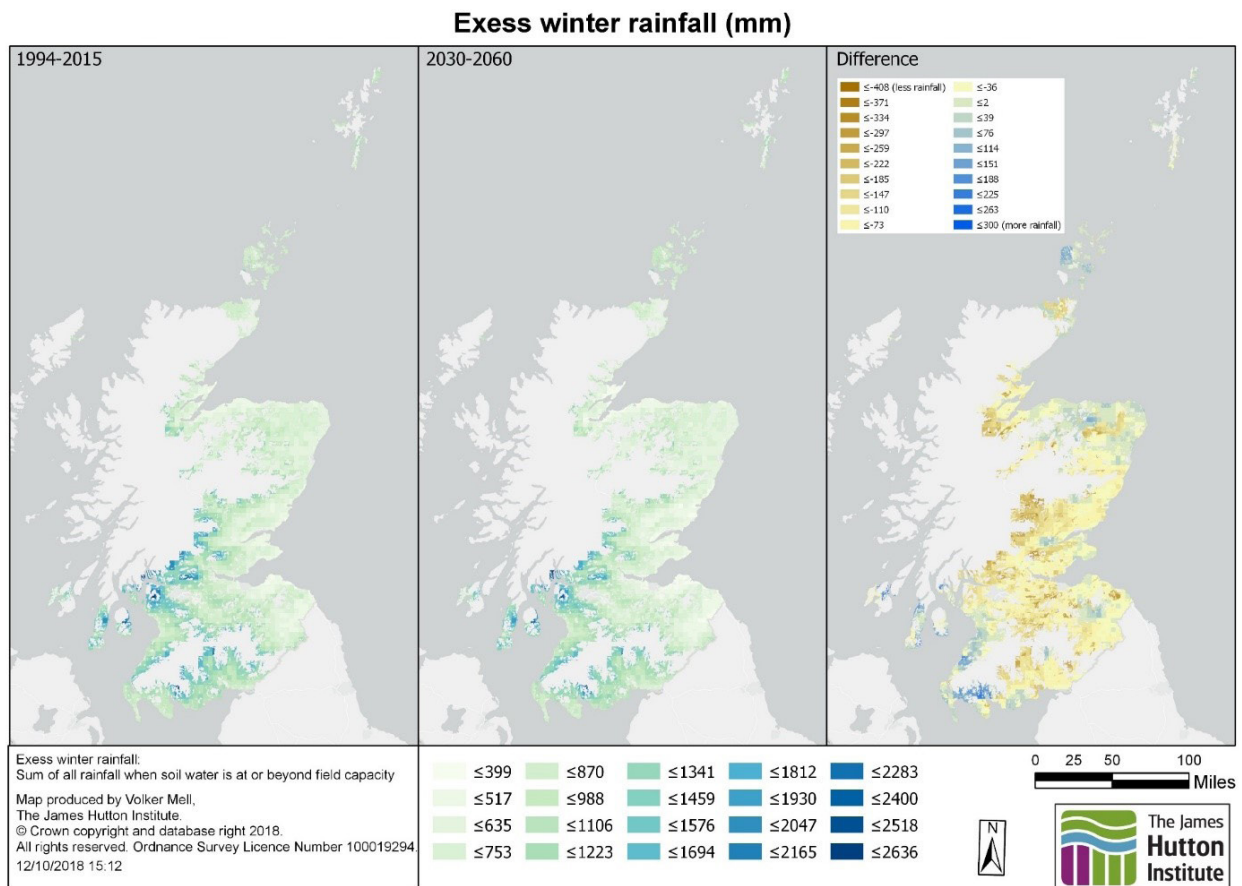 Exess winter rainfall (mm)
1994-2015
2030-2060
Difference
≤-408 (less rainfall)
≤-371
≤-334
≤-297
≤-259
≤-222
≤-185
≤-147
≤-110
≤-73
≤-36
≤2
≤39
≤76
≤114
≤151
≤188
≤225
≤263
≤300 (more rainfall)
Exess winter rainfall:
Sum of all rainfall when soil water is at or beyond field capacity
Map produced by Volker Mell,
The James Hutton Institute.
© Crown copyright and database right 2018.
All rights reserved. Ordnance Survey Licence Number 100019294.
12/10/2018 15:12
≤399
≤517
≤635
≤753
≤870
≤988
≤1106
≤1223
≤1341
≤1459
≤1576
≤1694
≤1812
≤1930
≤2047
≤2165
≤2283
≤2400
≤2518
≤2636
0 25 50 100
Miles
N
The James
Hutton
Institute